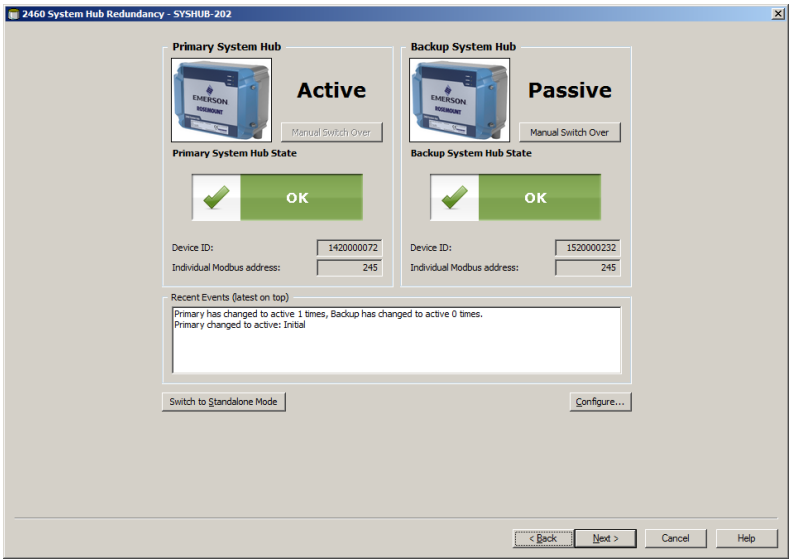 2460 System Hub Redundancy - SYSHUB-202
Primary System Hub
EMERSON
ROSEMOUNT
Active
Manual Switch Over
Primary System Hub State
OK
Device ID: 1420000072
Individual Modbus address: 245
Backup System Hub
EMERSON
ROSEMOUNT
Passive
Manual Switch Over
Backup System Hub State
OK
Device ID: 1520000232
Individual Modbus address: 245
Recent Events (latest on top)
Primary has changed to active 1 times, Backup has changed to active 0 times.
Primary changed to active: Initial
Switch to Standalone Mode
Configure...
< Back
Next >
Cancel
Help